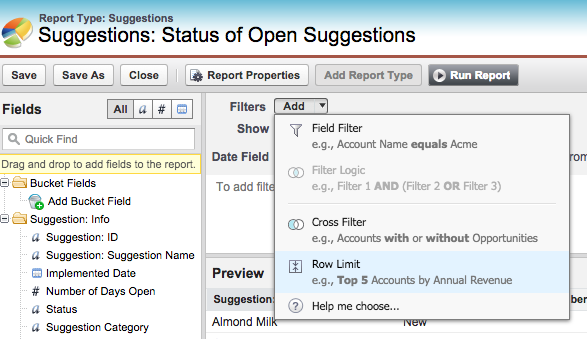 Report Type: Suggestions
Suggestions: Status of Open Suggestions
Save Save As Close Report Properties Add Report Type Run Report
Fields All a #
Quick Find
Drag and drop to add fields to the report.
Bucket Fields
Add Bucket Field
Suggestion: Info
a Suggestion: ID
a Suggestion: Suggestion Name
Implemented Date
# Number of Days Open
a Status
a Suggestion Category
Filters Add
Show
Date Field
To add filte
Field Filter
e.g., Account Name equals Acme
Filter Logic
e.g., Filter 1 AND (Filter 2 OR Filter 3)
Cross Filter
e.g., Accounts with or without Opportunities
Row Limit
e.g., Top 5 Accounts by Annual Revenue
? Help me choose...
Preview
Suggestion
Almond Milk New